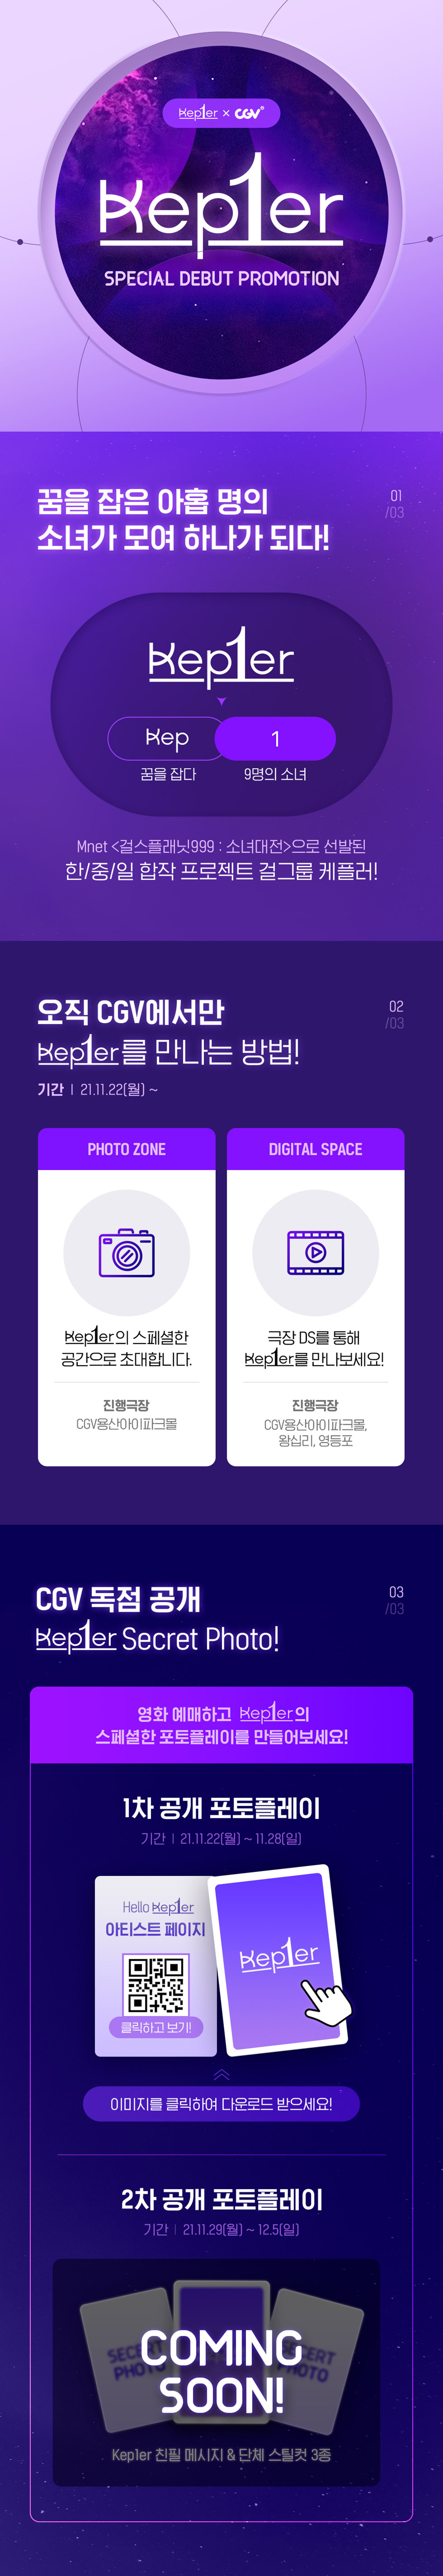 Kep1er × CGV
Kep1er
SPECIAL DEBUT PROMOTION
꿈을 잡은 아홉 명의
소녀가 모여 하나가 되다!
01
/03
Kep1er
Kep
1
꿈을 잡다
9명의 소녀
Mnet <걸스플래닛999 : 소녀대전>으로 선발된
한/중/일 합작 프로젝트 걸그룹 케플러!
오직 CGV에서만
Kep1er를 만나는 방법!
02
/03
기간 | 21.11.22(월) ~
PHOTO ZONE
Kep1er의 스페셜한
공간으로 초대합니다.
진행극장
CGV용산아이파크몰
DIGITAL SPACE
극장 DS를 통해
Kep1er를 만나보세요!
진행극장
CGV용산아이파크몰,
왕십리, 영등포
CGV 독점 공개
Kep1er Secret Photo!
03
/03
영화 예매하고 Kep1er의
스페셜한 포토플레이를 만들어보세요!
1차 공개 포토플레이
기간 | 21.11.22(월) ~ 11.28(일)
Hello Kep1er
아티스트 페이지
클릭하고 보기!
Kep1er
이미지를 클릭하여 다운로드 받으세요!
2차 공개 포토플레이
기간 | 21.11.29(월) ~ 12.5(일)
COMING
SOON!
Kep1er 친필 메시지 & 단체 스틸컷 3종